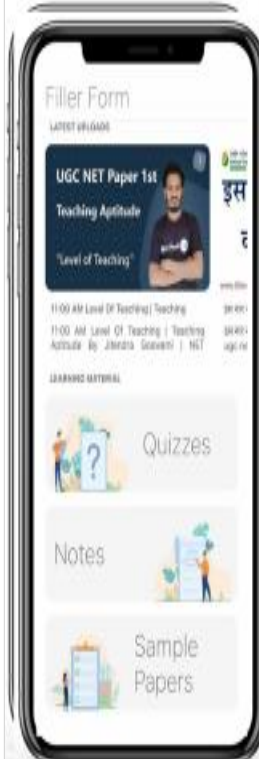 Filler Form
LATEST UPLOADS
UGC NET Paper 1st
Teaching Aptitude
"Level of Teaching"
इस
11:00 AM Level Of Teaching | Teaching
11:00 AM Level Of Teaching | Teaching
Aptitude By Jitendra Goswami | NET
ugc ne
LEARNING MATERIAL
?
Quizzes
Notes
Sample
Papers